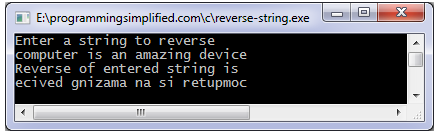 E:\programmingsimplified.com\c\reverse-string.exe
Enter a string to reverse
computer is an amazing device
Reverse of entered string is
ecived gnizama na si retupmoc